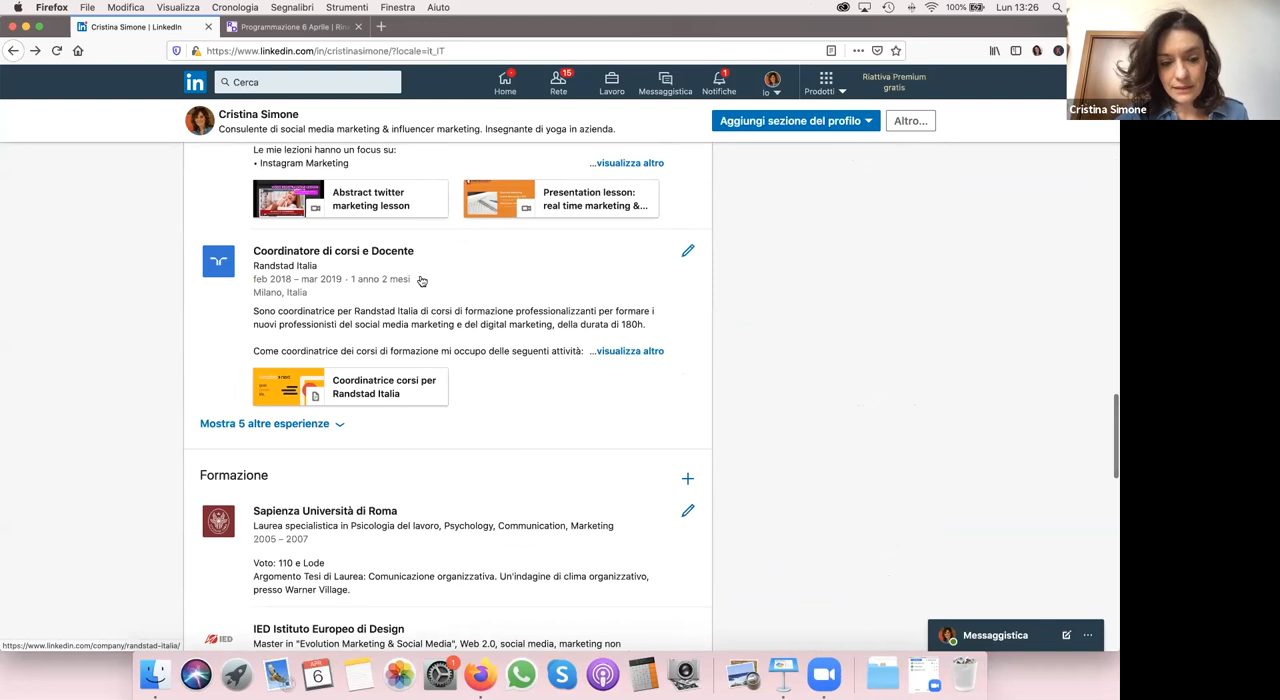 Firefox File Modifica Visualizza Cronologia Segnalibri Strumenti Finestra Aiuto 100% Lun 13:26
Cristina Simone | LinkedIn Programmazione 6 Aprile | Ri
https://www.linkedin.com/in/cristinasimone/?locale=it_IT
in Cerca Home Rete 15 Lavoro Messaggistica Notifiche 1 Io Prodotti Riattiva Premium
gratis
Cristina Simone
Cristina Simone
Consulente di social media marketing & influencer marketing. Insegnante di yoga in azienda.
Aggiungi sezione del profilo Altro...
Le mie lezioni hanno un focus su:
• Instagram Marketing ...visualizza altro
Abstract twitter
marketing lesson
Presentation lesson:
real time marketing &...
Coordinatore di corsi e Docente
Randstad Italia
feb 2018 – mar 2019 · 1 anno 2 mesi
Milano, Italia
Sono coordinatrice per Randstad Italia di corsi di formazione professionalizzanti per formare i
nuovi professionisti del social media marketing e del digital marketing, della durata di 180h.
Come coordinatrice dei corsi di formazione mi occupo delle seguenti attività: ...visualizza altro
Coordinatrice corsi per
Randstad Italia
Mostra 5 altre esperienze
Formazione
Sapienza Università di Roma
Laurea specialistica in Psicologia del lavoro, Psychology, Communication, Marketing
2005 – 2007
Voto: 110 e Lode
Argomento Tesi di Laurea: Comunicazione organizzativa. Un'indagine di clima organizzativo,
presso Warner Village.
IED IED Istituto Europeo di Design
Master in "Evolution Marketing & Social Media", Web 2.0, social media, marketing non
Messaggistica
https://www.linkedin.com/company/randstad-italia/
APR
6
1